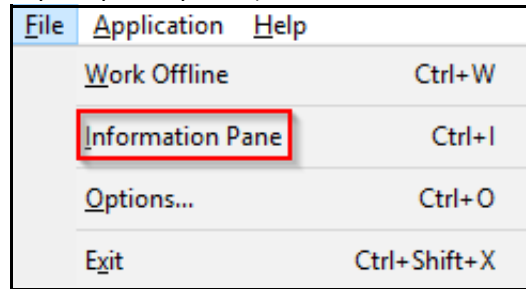 File Application Help
Work Offline Ctrl+W
Information Pane Ctrl+I
Options... Ctrl+O
Exit Ctrl+Shift+X